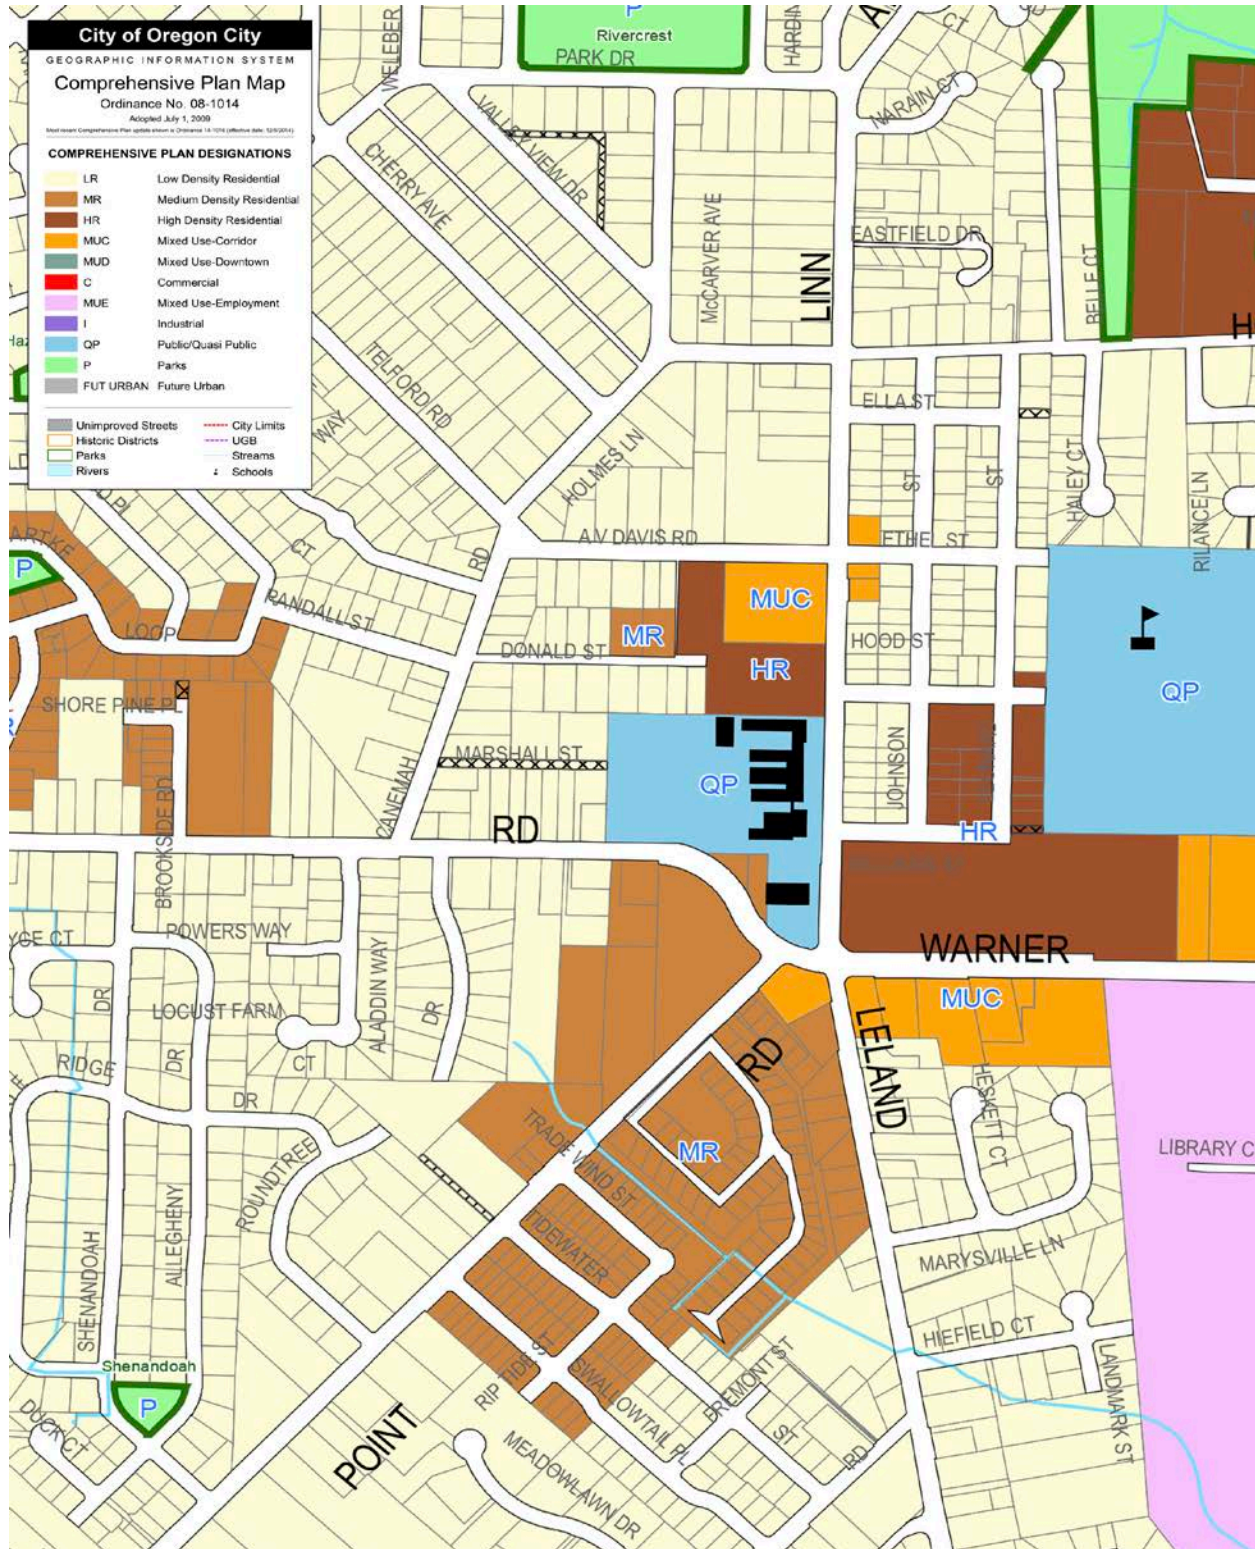 City of Oregon City
GEOGRAPHIC INFORMATION SYSTEM
Comprehensive Plan Map
Ordinance No. 08-1014
Adopted July 1, 2009
COMPREHENSIVE PLAN DESIGNATIONS
LR Low Density Residential
MR Medium Density Residential
HR High Density Residential
MUC Mixed Use-Corridor
MUD Mixed Use-Downtown
C Commercial
MUE Mixed Use-Employment
I Industrial
QP Public/Quasi Public
P Parks
FUT URBAN Future Urban
Unimproved Streets
City Limits
Historic Districts
UGB
Parks
Streams
Rivers
Schools
P
Rivercrest
PARK DR
CT
NARAIN CT
VALLEY VIEW DR
CHERRY AVE
McCARVER AVE
LINN
EASTFIELD DR
BELLE CT
H
TELFORD RD
WAY
HOLMES LN
ELLA ST
ST
ST
HALEY CT
RILANCE LN
A V DAVIS RD
ETHEL ST
CT
RD
P
RANDALL ST
LOOP
MUC
MR
DONALD ST
HOOD ST
HR
QP
SHORE PINE PL
MARSHALL ST
QP
JOHNSON
CANEMAH
BROOKSIDE RD
RD
HR
POWERS WAY
WARNER
ALADDIN WAY
DR
DR
LOCUST FARM
CT
MUC
LELAND
RD
RIDGE
DR
DR
HESKETT CT
TRADE WIND ST
MR
LIBRARY C
ROUNDTREE
ALLEGHENY
SHENANDOAH
TIDEWATER
MARYSVILLE LN
HIEFIELD CT
LANDMARK ST
Shenandoah
P
RIP TIDE ST
SWALLOWTAIL PL
FREMONT ST
ST
RD
DUCK CT
POINT
MEADOWLAWN DR